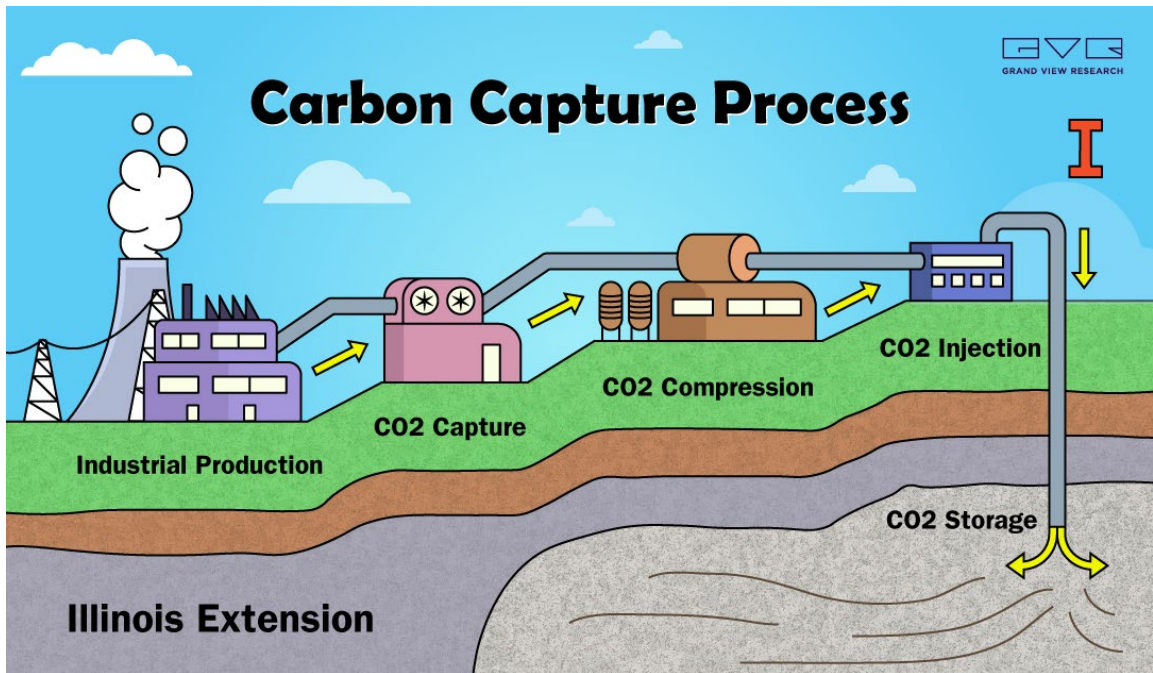 GRAND VIEW RESEARCH
Carbon Capture Process
I
CO2 Injection
CO2 Compression
CO2 Capture
Industrial Production
CO2 Storage
Illinois Extension